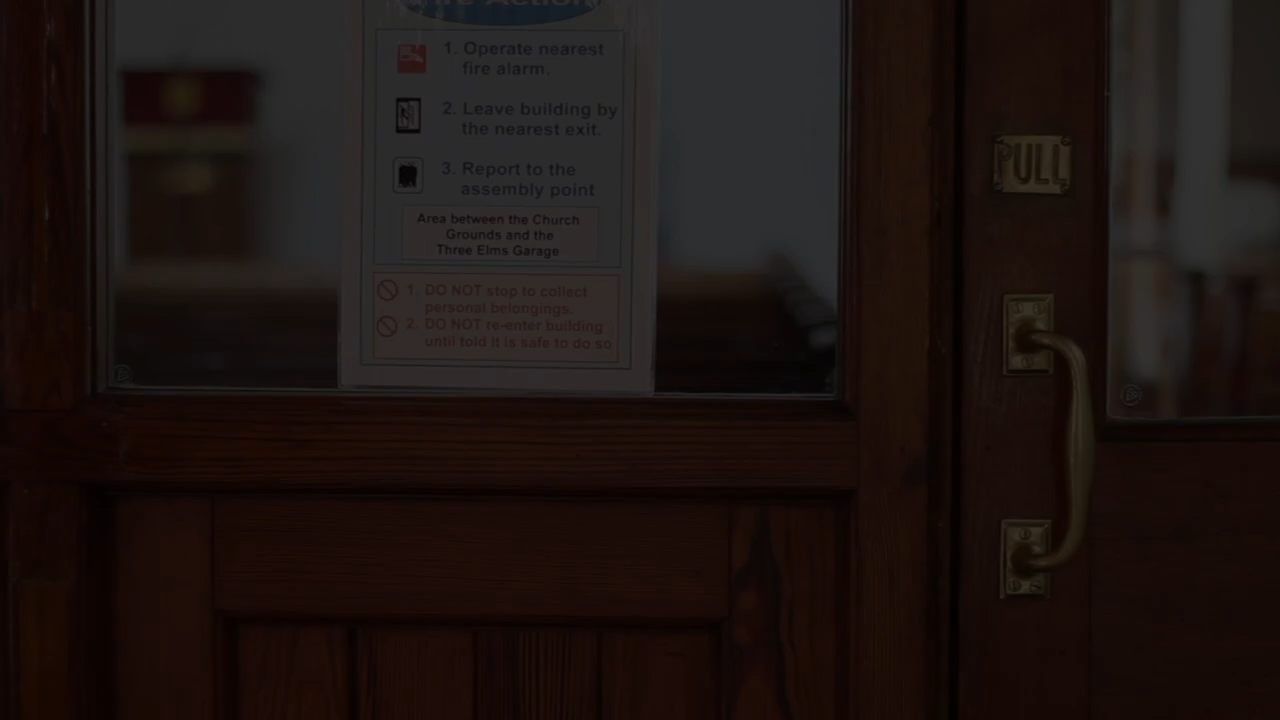 Fire Action
1. Operate nearest
fire alarm.
2. Leave building by
the nearest exit.
3. Report to the
assembly point
Area between the Church
Grounds and the
Three Elms Garage
1. DO NOT stop to collect
personal belongings.
2. DO NOT re-enter building
until told it is safe to do so
PULL